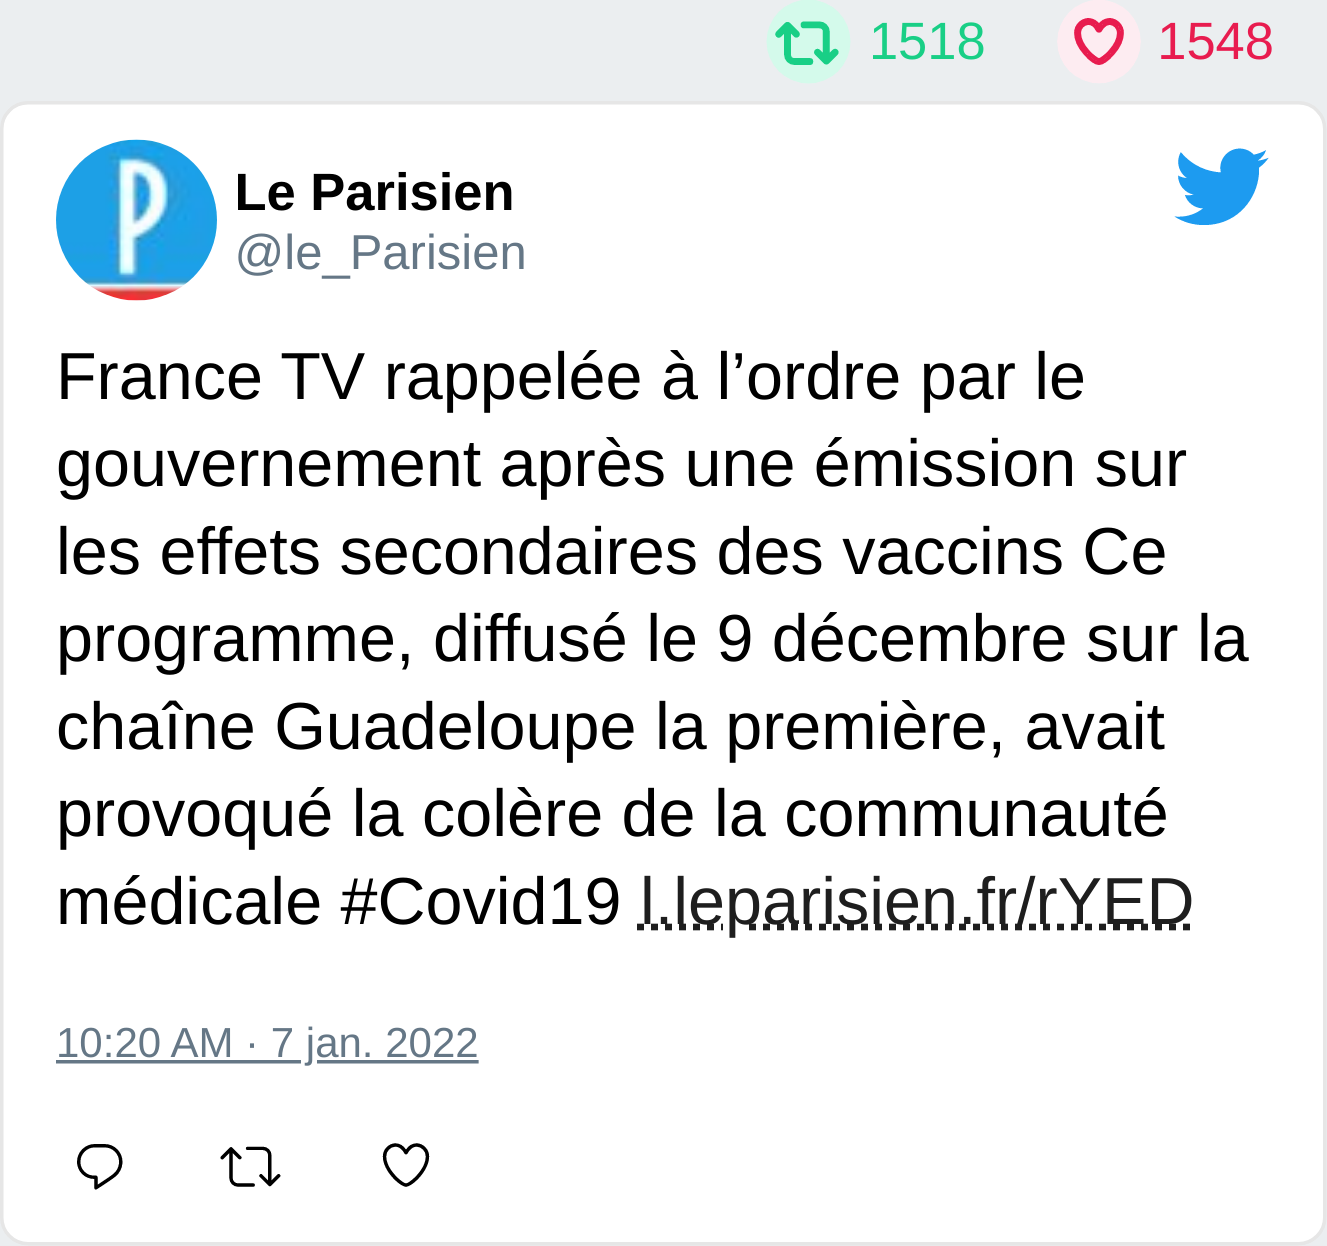 1518 1548
P
Le Parisien
@le_Parisien
France TV rappelée à l’ordre par le
gouvernement après une émission sur
les effets secondaires des vaccins Ce
programme, diffusé le 9 décembre sur la
chaîne Guadeloupe la première, avait
provoqué la colère de la communauté
médicale #Covid19 l.leparisien.fr/rYED
10:20 AM · 7 jan. 2022